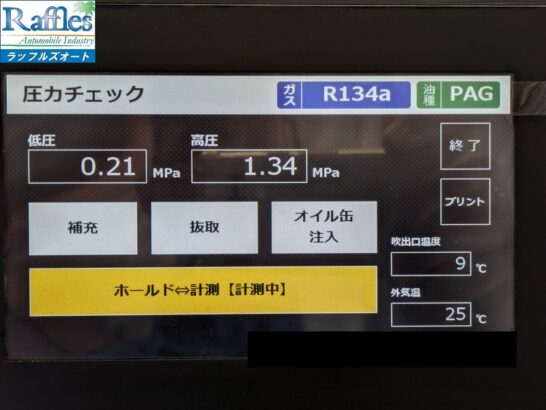 Raffles
Automobile Industry
ラッフルズオート
圧力チェック
ガス R134a
油種 PAG
低圧
0.21 MPa
高圧
1.34 MPa
終了
プリント
補充
抜取
オイル缶
注入
吹出口温度
9 ℃
ホールド⇔計測【計測中】
外気温
25 ℃